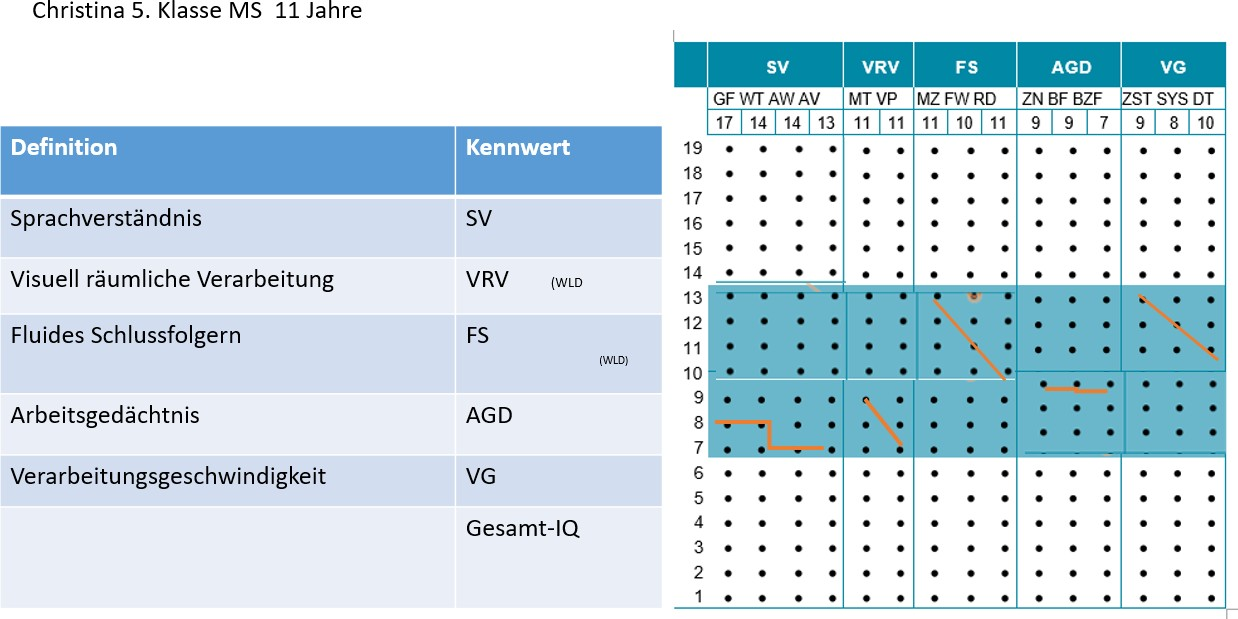 Christina 5. Klasse MS  11 Jahre
Definition Kennwert
Sprachverständnis SV
Visuell räumliche Verarbeitung VRV (WLD
Fluides Schlussfolgern FS
(WLD)
Arbeitsgedächtnis AGD
Verarbeitungsgeschwindigkeit VG
Gesamt-IQ
SV VRV FS AGD VG
GF WT AW AV MT VP MZ FW RD ZN BF BZF ZST SYS DT
17 14 14 13 11 11 11 10 11 9 9 7 9 8 10
19
18
17
16
15
14
13
12
11
10
9
8
7
6
5
4
3
2
1